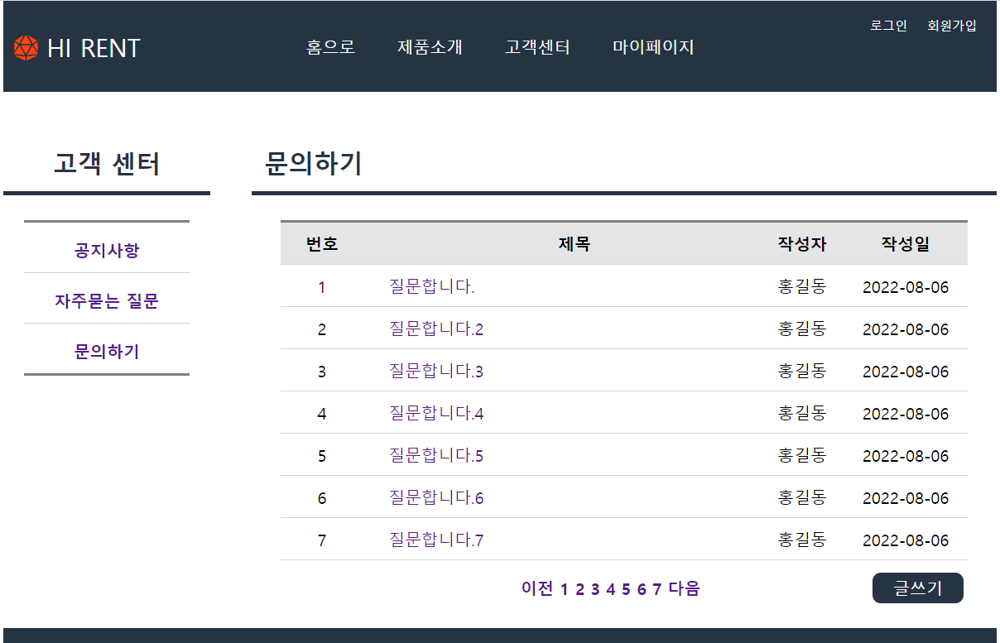 로그인 회원가입
HI RENT 홈으로 제품소개 고객센터 마이페이지
고객 센터
공지사항
자주묻는 질문
문의하기
문의하기
번호 제목 작성자 작성일
1 질문합니다. 홍길동 2022-08-06
2 질문합니다.2 홍길동 2022-08-06
3 질문합니다.3 홍길동 2022-08-06
4 질문합니다.4 홍길동 2022-08-06
5 질문합니다.5 홍길동 2022-08-06
6 질문합니다.6 홍길동 2022-08-06
7 질문합니다.7 홍길동 2022-08-06
이전 1 2 3 4 5 6 7 다음 글쓰기